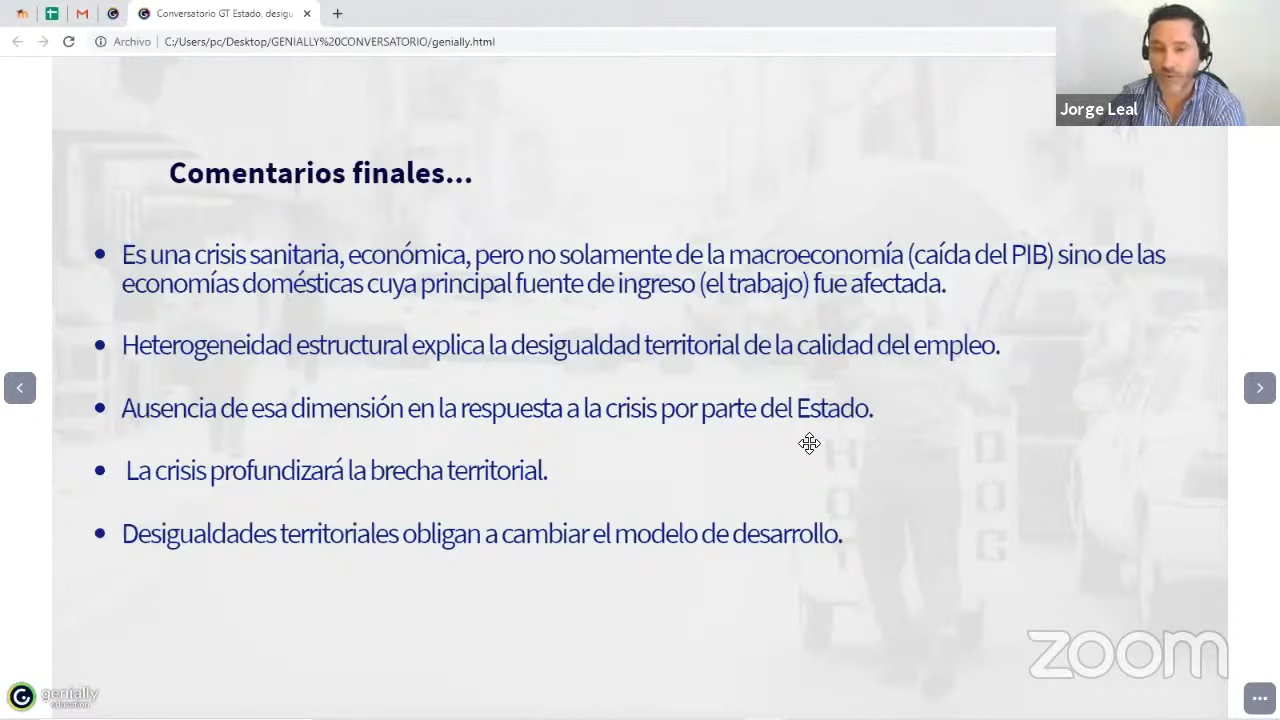 Conversatorio GT Estado, desigu
Archivo
C:/Users/pc/Desktop/GENIALLY%20CONVERSATORIO/genially.html
Jorge Leal
Comentarios finales...
Es una crisis sanitaria, económica, pero no solamente de la macroeconomía (caída del PIB) sino de las
economías domésticas cuya principal fuente de ingreso (el trabajo) fue afectada.
Heterogeneidad estructural explica la desigualdad territorial de la calidad del empleo.
Ausencia de esa dimensión en la respuesta a la crisis por parte del Estado.
La crisis profundizará la brecha territorial.
Desigualdades territoriales obligan a cambiar el modelo de desarrollo.
HOT
DOG
zoom
genially
education